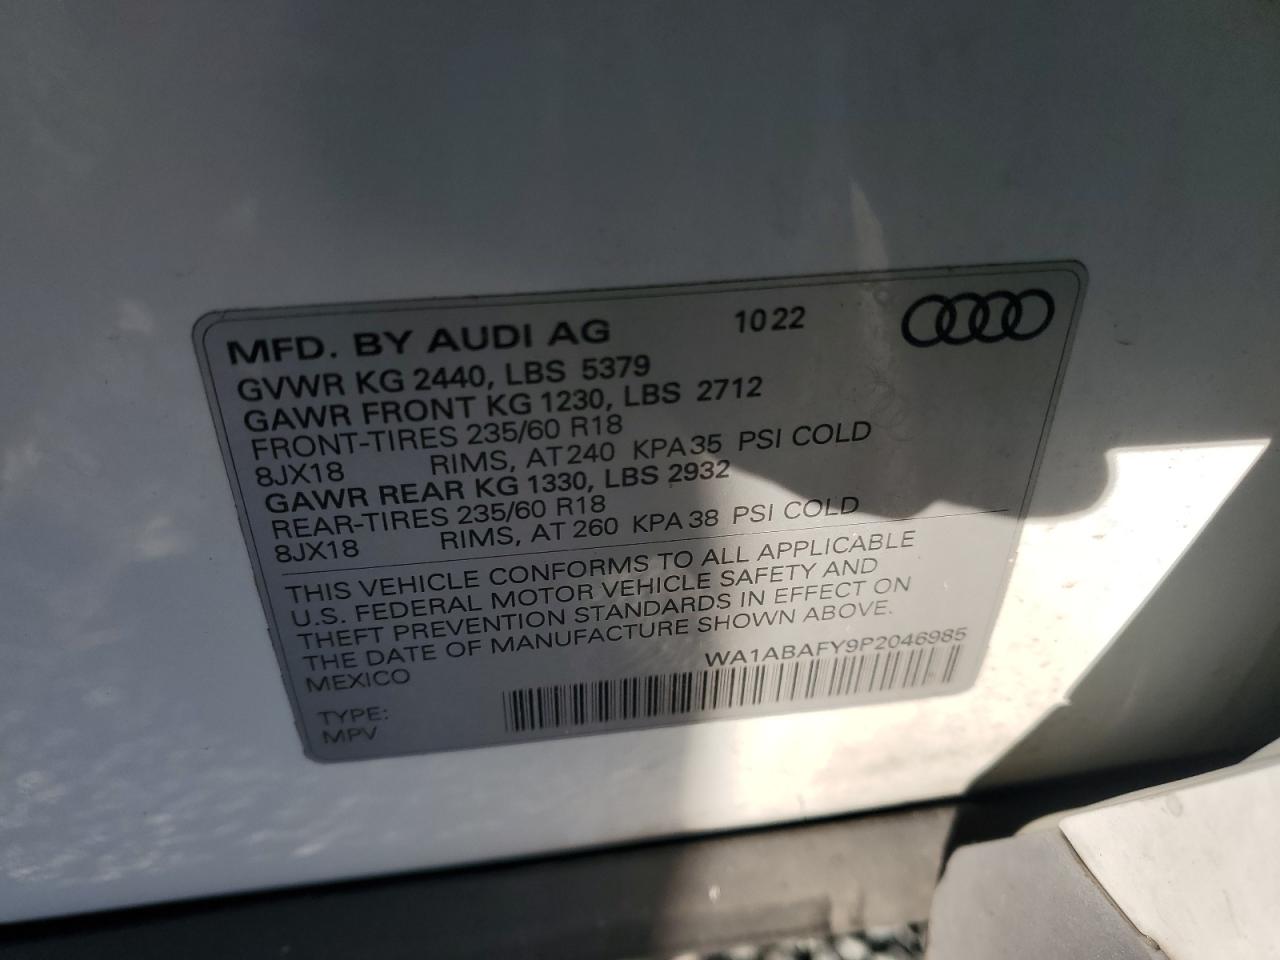 MFD. BY AUDI AG 1022
GVWR KG 2440, LBS 5379
GAWR FRONT KG 1230, LBS 2712
FRONT-TIRES 235/60 R18
8JX18 RIMS, AT 240 KPA 35 PSI COLD
GAWR REAR KG 1330, LBS 2932
REAR-TIRES 235/60 R18
8JX18 RIMS, AT 260 KPA 38 PSI COLD
THIS VEHICLE CONFORMS TO ALL APPLICABLE
U.S. FEDERAL MOTOR VEHICLE SAFETY AND
THEFT PREVENTION STANDARDS IN EFFECT ON
THE DATE OF MANUFACTURE SHOWN ABOVE.
MEXICO WA1ABAFY9P2046985
TYPE:
MPV